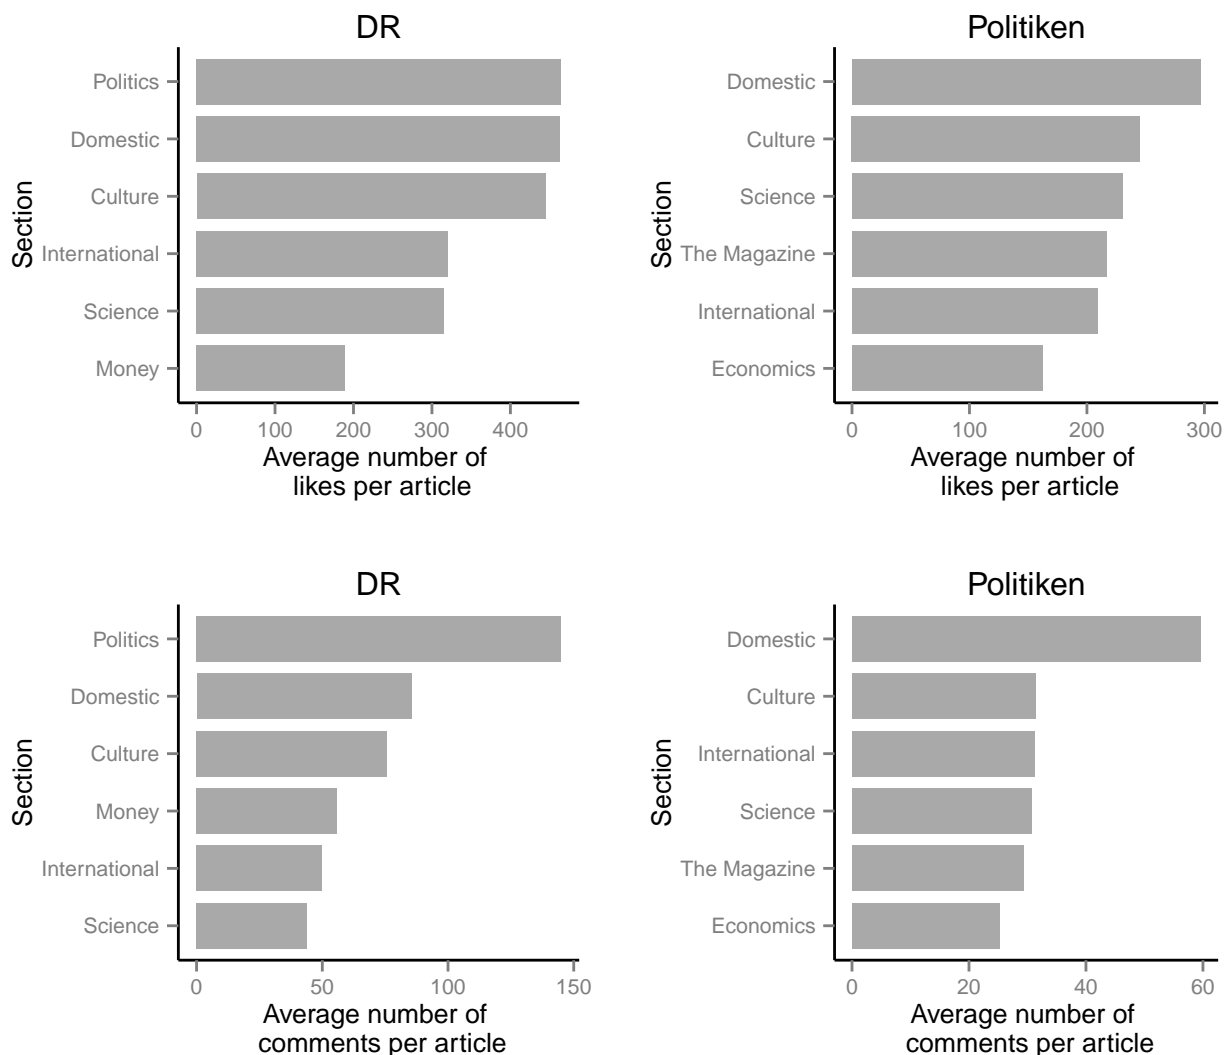 DR
Politics
Domestic
Culture
International
Science
Money
Section
0 100 200 300 400
Average number of
likes per article
Politiken
Domestic
Culture
Science
The Magazine
International
Economics
Section
0 100 200 300
Average number of
likes per article
DR
Politics
Domestic
Culture
Money
International
Science
Section
0 50 100 150
Average number of
comments per article
Politiken
Domestic
Culture
International
Science
The Magazine
Economics
Section
0 20 40 60
Average number of
comments per article